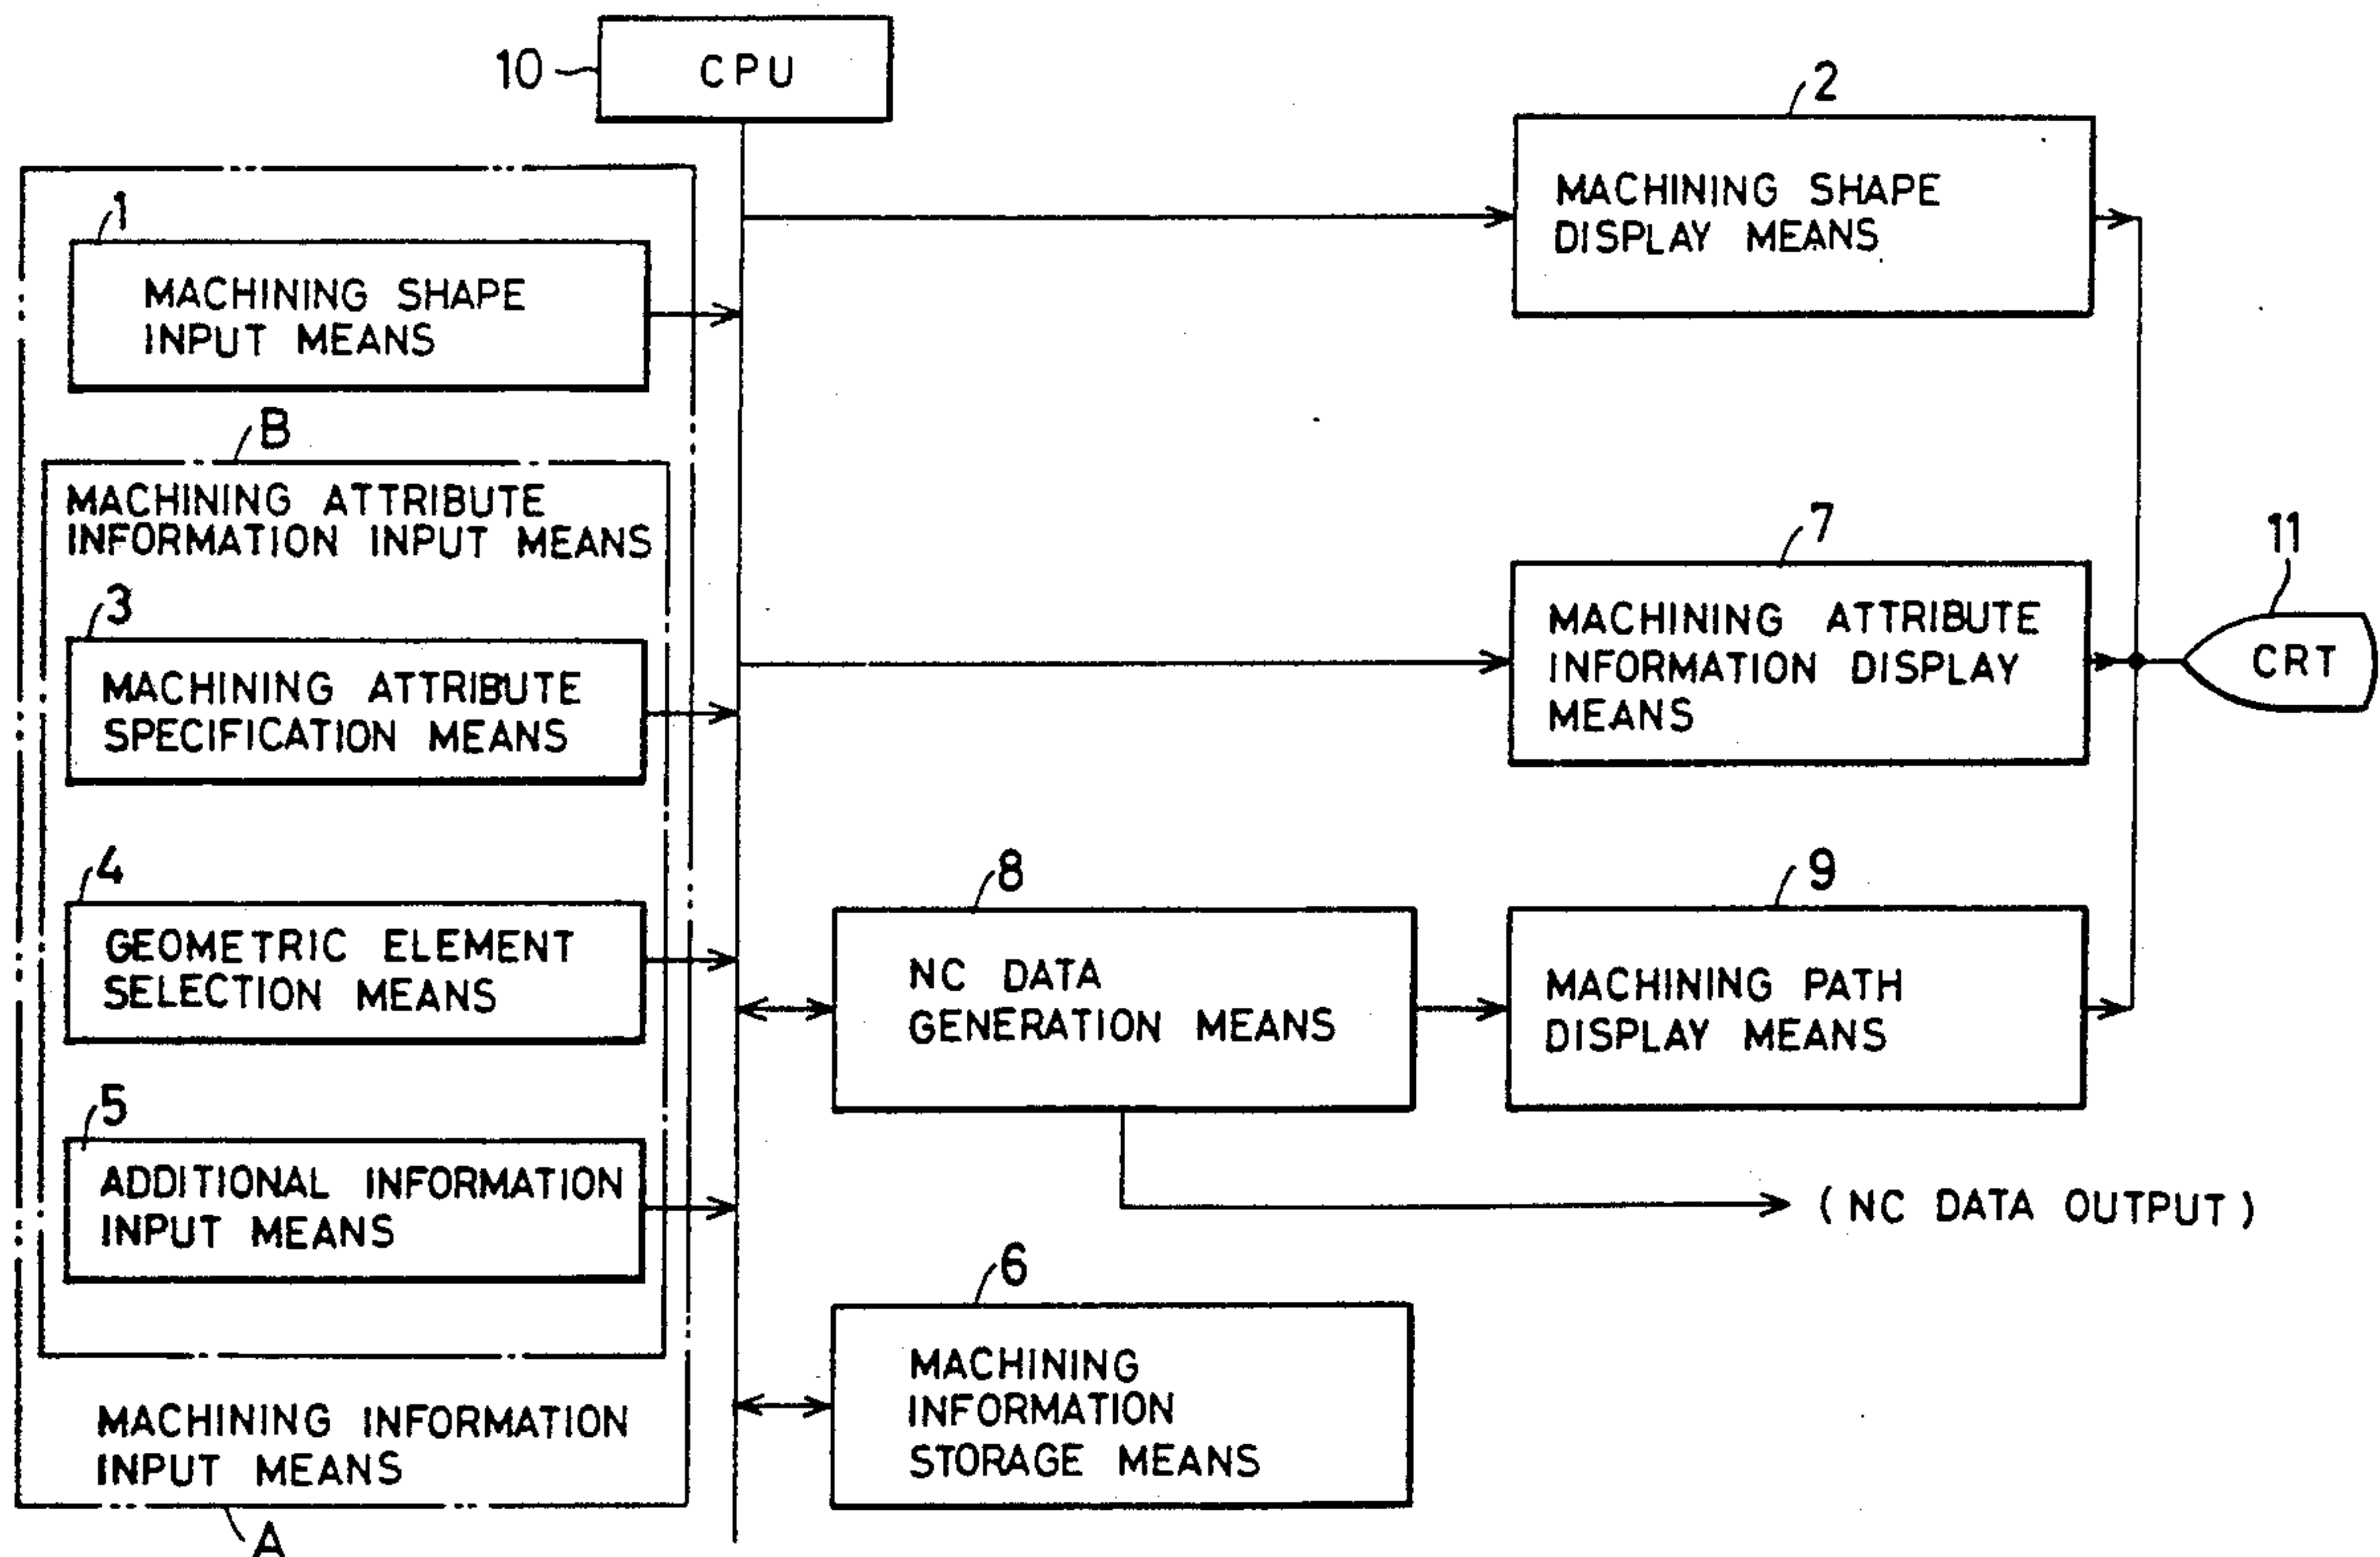 10
CPU
2
MACHINING SHAPE
DISPLAY MEANS
1
MACHINING SHAPE
INPUT MEANS
B
MACHINING ATTRIBUTE
INFORMATION INPUT MEANS
3
MACHINING ATTRIBUTE
SPECIFICATION MEANS
7
MACHINING ATTRIBUTE
INFORMATION DISPLAY
MEANS
11
CRT
4
GEOMETRIC ELEMENT
SELECTION MEANS
8
NC DATA
GENERATION MEANS
9
MACHINING PATH
DISPLAY MEANS
5
ADDITIONAL INFORMATION
INPUT MEANS
(NC DATA OUTPUT)
6
MACHINING
INFORMATION
STORAGE MEANS
MACHINING INFORMATION
INPUT MEANS
A